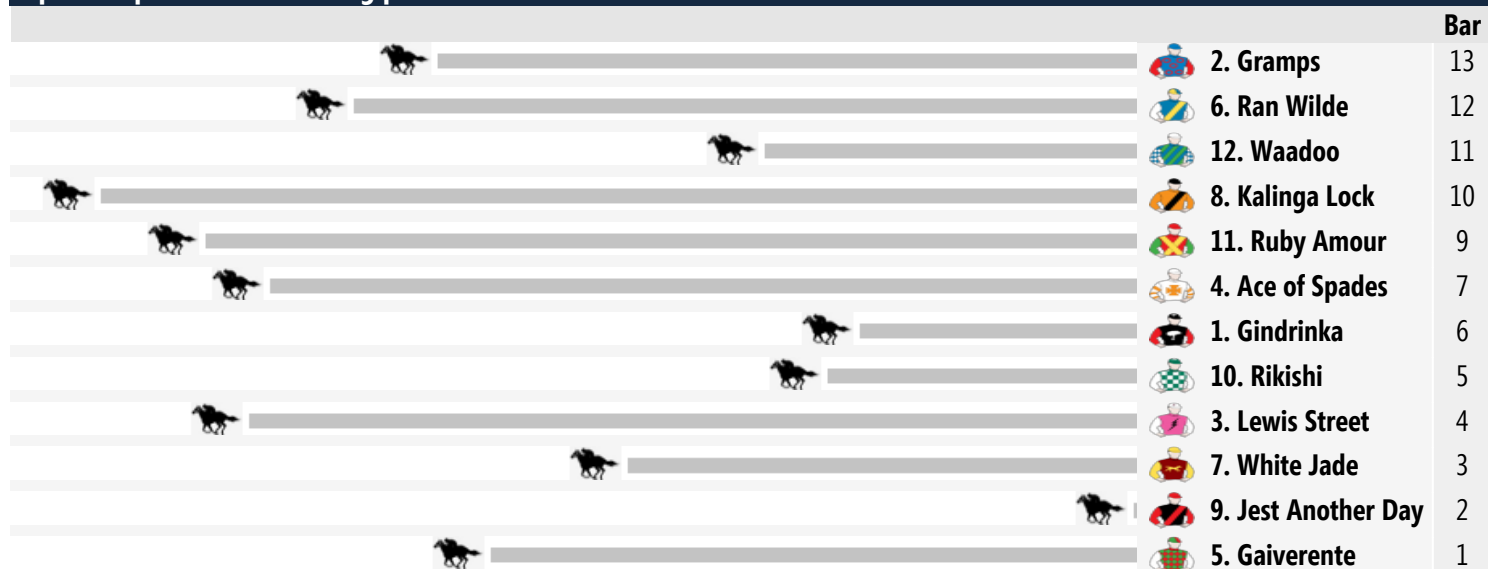 Bar
2. Gramps 13
6. Ran Wilde 12
12. Waadoo 11
8. Kalinga Lock 10
11. Ruby Amour 9
4. Ace of Spades 7
1. Gindrinka 6
10. Rikishi 5
3. Lewis Street 4
7. White Jade 3
9. Jest Another Day 2
5. Gaiverente 1